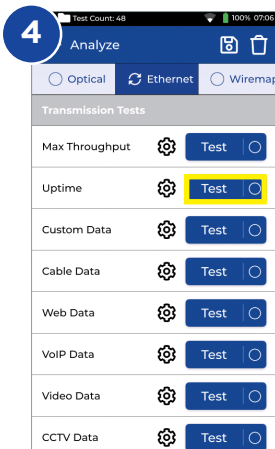 4
Test Count: 48 100% 07:06
Analyze
Optical Ethernet Wiremap
Transmission Tests
Max Throughput Test
Uptime Test
Custom Data Test
Cable Data Test
Web Data Test
VoIP Data Test
Video Data Test
CCTV Data Test